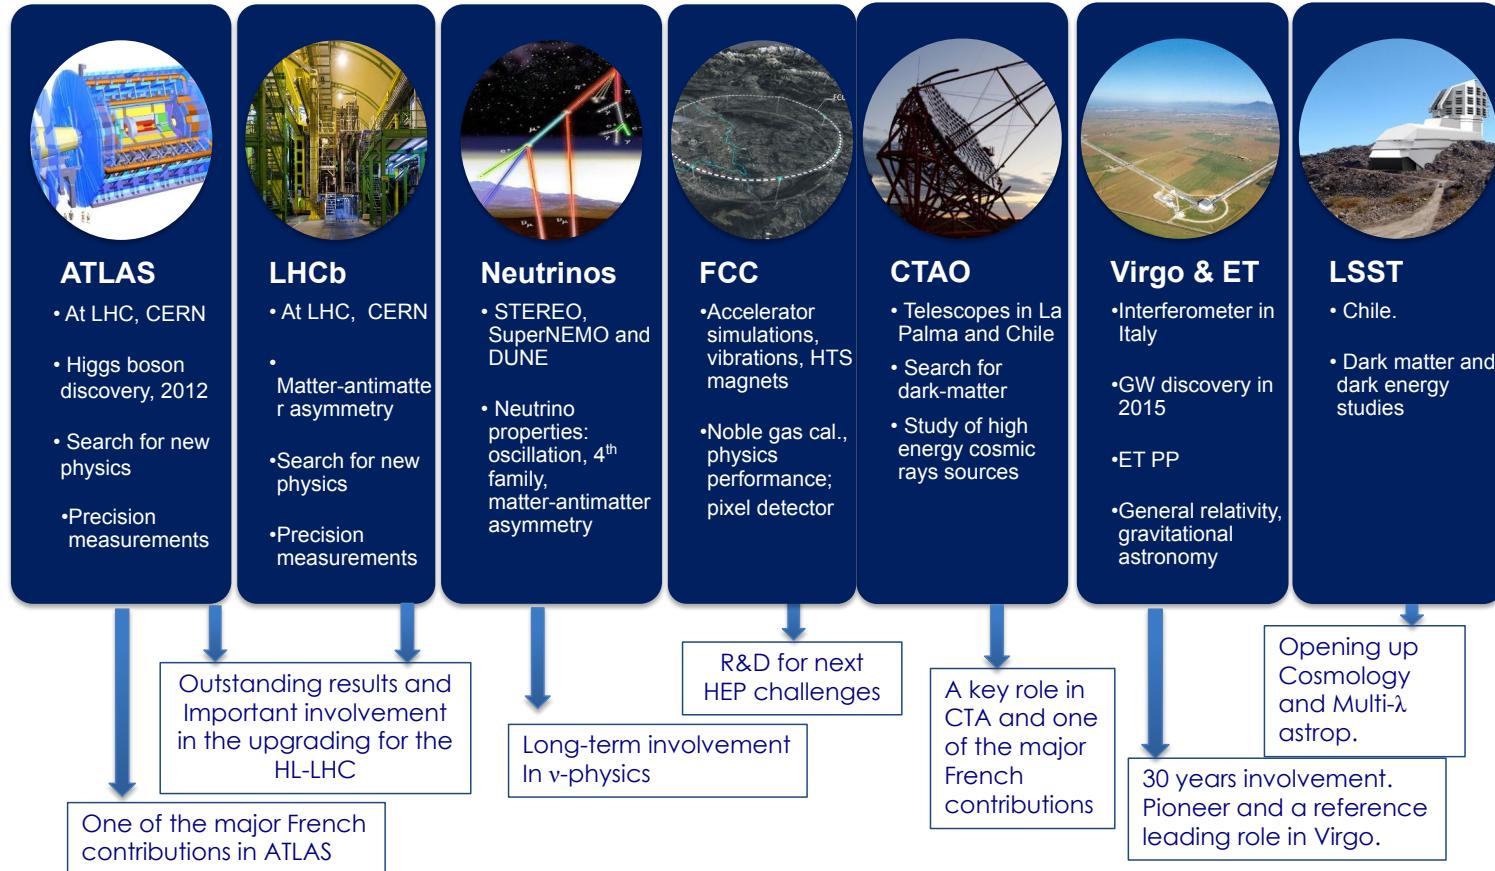 ATLAS
• At LHC, CERN
• Higgs boson
discovery, 2012
• Search for new
physics
•Precision
measurements
LHCb
• At LHC, CERN
•
Matter-antimatte
r asymmetry
•Search for new
physics
•Precision
measurements
Neutrinos
• STEREO,
SuperNEMO and
DUNE
• Neutrino
properties:
oscillation, 4th
family,
matter-antimatter
asymmetry
FCC
•Accelerator
simulations,
vibrations, HTS
magnets
•Noble gas cal.,
physics
performance;
pixel detector
CTAO
• Telescopes in La
Palma and Chile
• Search for
dark-matter
• Study of high
energy cosmic
rays sources
Virgo & ET
•Interferometer in
Italy
•GW discovery in
2015
•ET PP
•General relativity,
gravitational
astronomy
LSST
• Chile.
• Dark matter and
dark energy
studies
One of the major French
contributions in ATLAS
Outstanding results and
Important involvement
in the upgrading for the
HL-LHC
Long-term involvement
In ν-physics
R&D for next
HEP challenges
A key role in
CTA and one
of the major
French
contributions
30 years involvement.
Pioneer and a reference
leading role in Virgo.
Opening up
Cosmology
and Multi-λ
astrop.